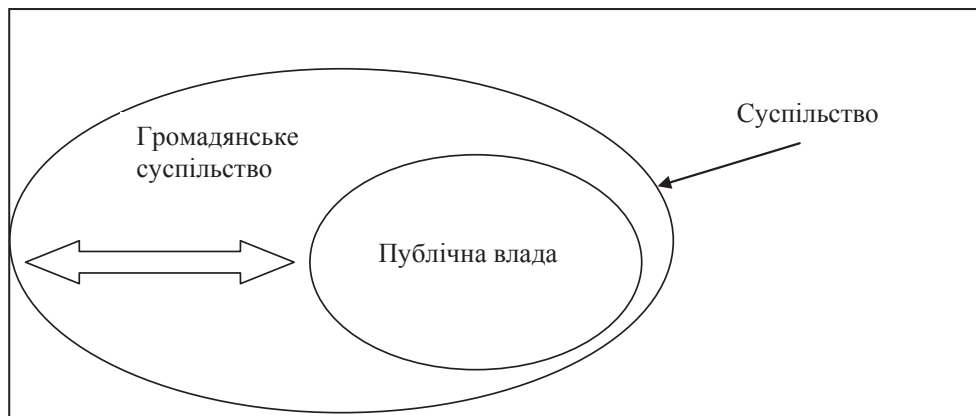 Громадянське
суспільство
Суспільство
Публічна влада